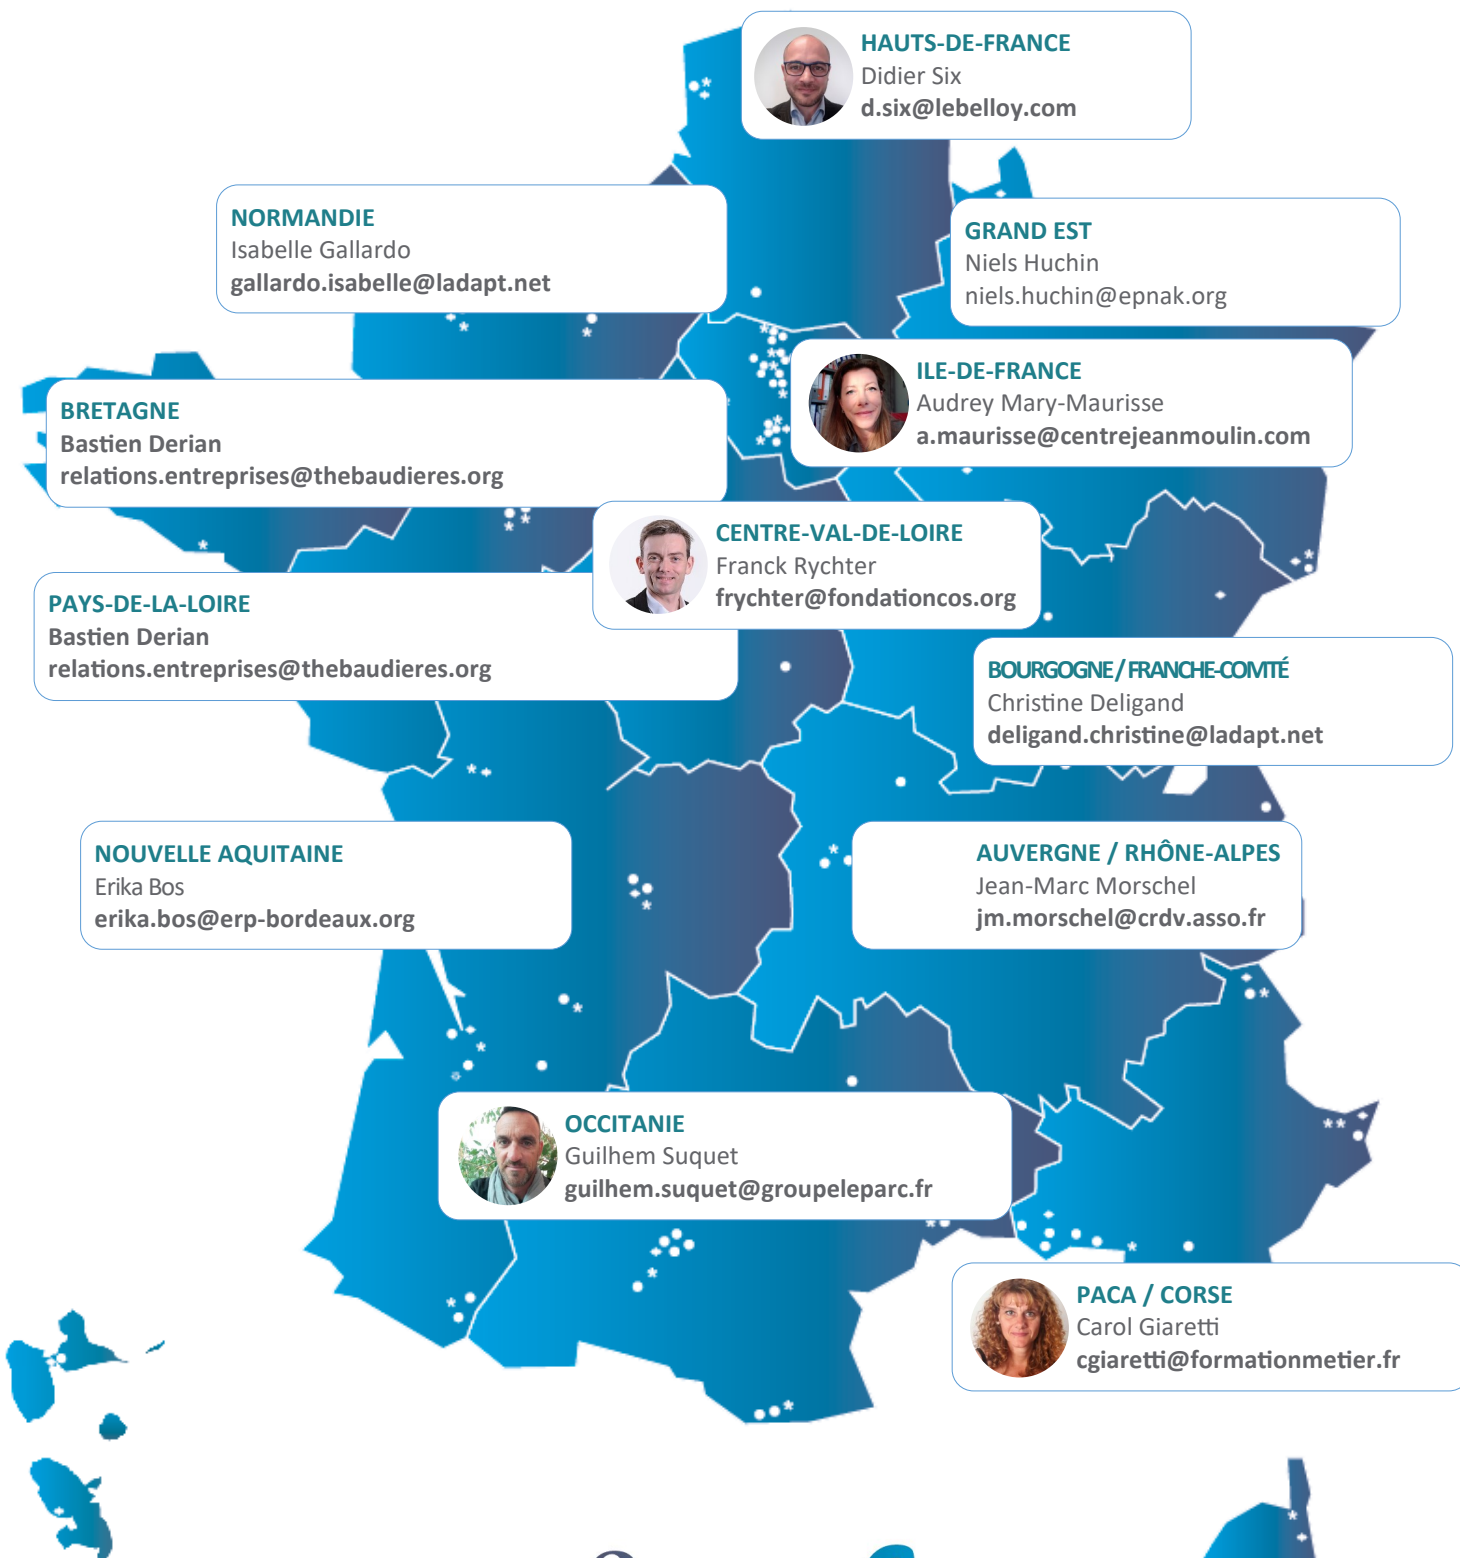 HAUTS-DE-FRANCE
Didier Six
d.six@lebelloy.com
NORMANDIE
Isabelle Gallardo
gallardo.isabelle@ladapt.net
GRAND EST
Niels Huchin
niels.huchin@epnak.org
ILE-DE-FRANCE
Audrey Mary-Maurisse
a.maurisse@centrejeanmoulin.com
BRETAGNE
Bastien Derian
relations.entreprises@thebaudieres.org
CENTRE-VAL-DE-LOIRE
Franck Rychter
frychter@fondationcos.org
PAYS-DE-LA-LOIRE
Bastien Derian
relations.entreprises@thebaudieres.org
BOURGOGNE / FRANCHE-COMTÉ
Christine Deligand
deligand.christine@ladapt.net
NOUVELLE AQUITAINE
Erika Bos
erika.bos@erp-bordeaux.org
AUVERGNE / RHÔNE-ALPES
Jean-Marc Morschel
jm.morschel@crdv.asso.fr
OCCITANIE
Guilhem Suquet
guilhem.suquet@groupeleparc.fr
PACA / CORSE
Carol Giaretti
cgiaretti@formationmetier.fr